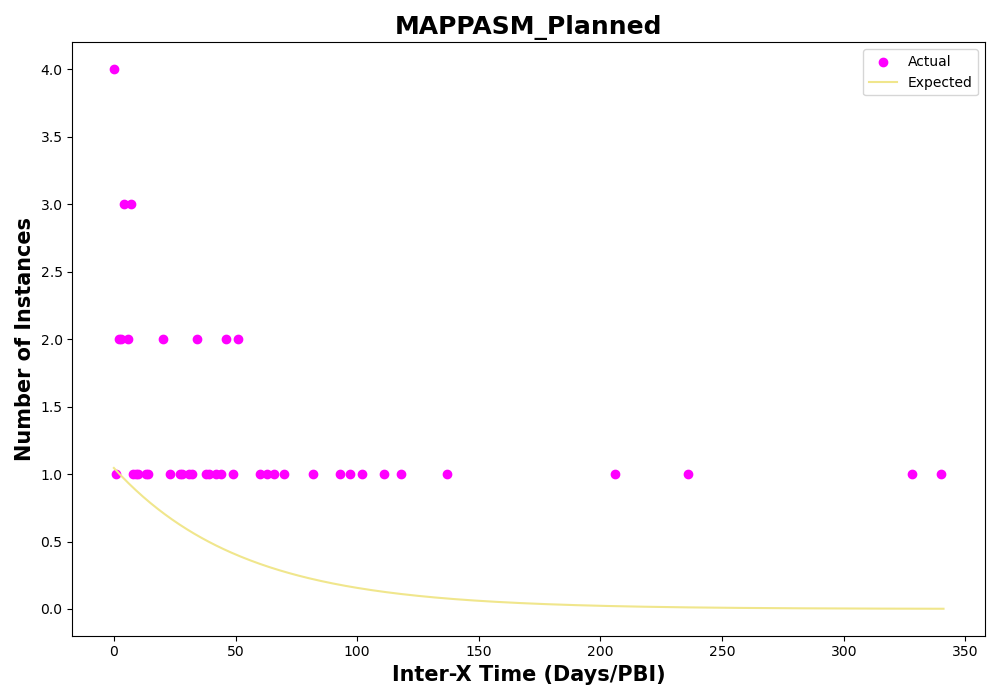 MAPPASM_Planned
Actual
Expected
4.0
3.5
3.0
2.5
2.0
1.5
1.0
0.5
0.0
Number of Instances
0 50 100 150 200 250 300 350
Inter-X Time (Days/PBI)